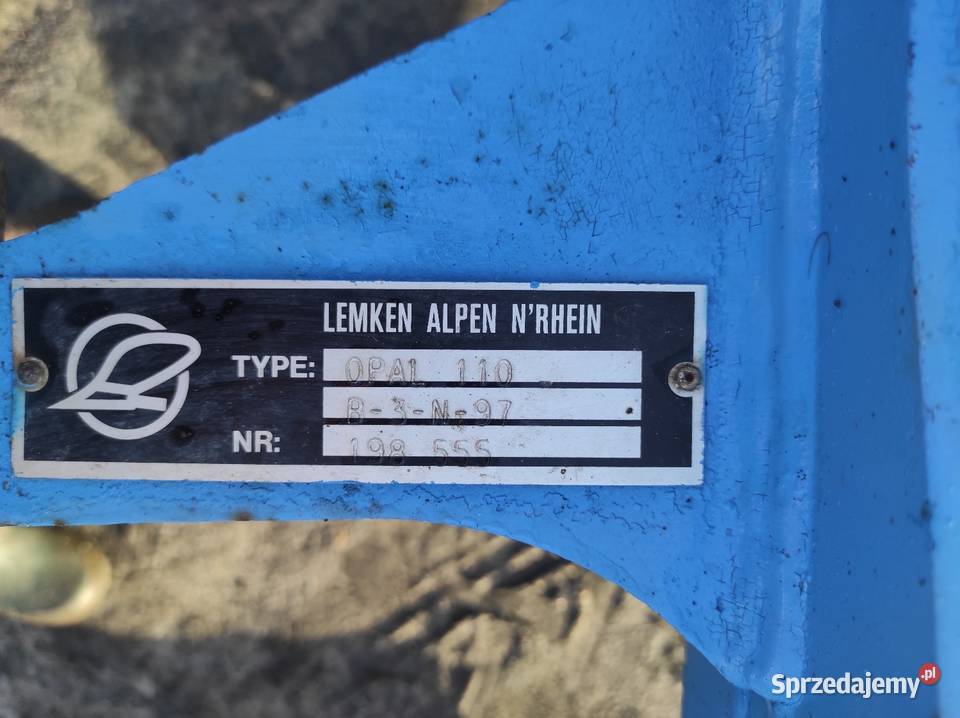 LEMKEN ALPEN N'RHEIN
TYPE: OPAL 110
B-3-N-97
NR: 198 555
Sprzedajemy.pl